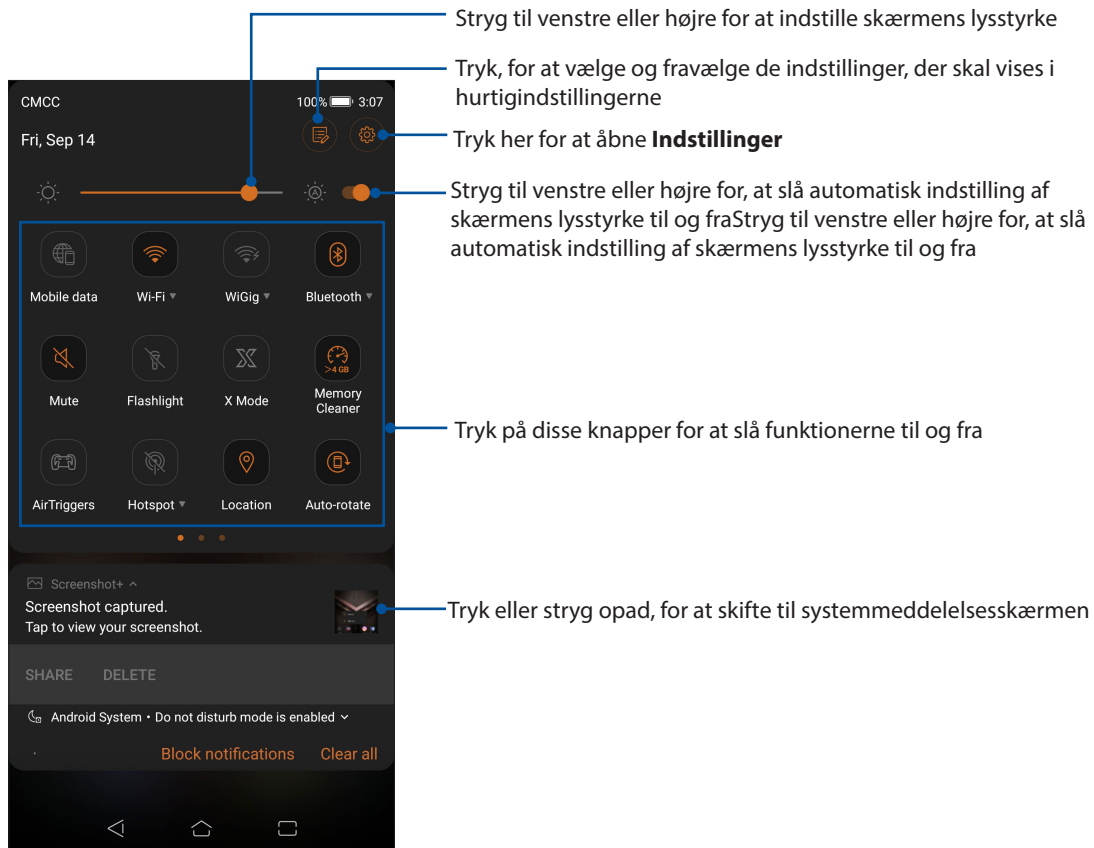 Stryg til venstre eller højre for at indstille skærmens lysstyrke
Tryk, for at vælge og fravælge de indstillinger, der skal vises i
hurtigindstillingerne
Tryk her for at åbne Indstillinger
Stryg til venstre eller højre for, at slå automatisk indstilling af
skærmens lysstyrke til og fraStryg til venstre eller højre for, at slå
automatisk indstilling af skærmens lysstyrke til og fra
Tryk på disse knapper for at slå funktionerne til og fra
Tryk eller stryg opad, for at skifte til systemmeddelelsesskærmen
CMCC 100% 3:07
Fri, Sep 14
A
Mobile data Wi-Fi WiGig Bluetooth
>4 GB
Mute Flashlight X Mode Memory
Cleaner
AirTriggers Hotspot Location Auto-rotate
Screenshot+
Screenshot captured.
Tap to view your screenshot.
SHARE DELETE
Android System • Do not disturb mode is enabled
Block notifications Clear all